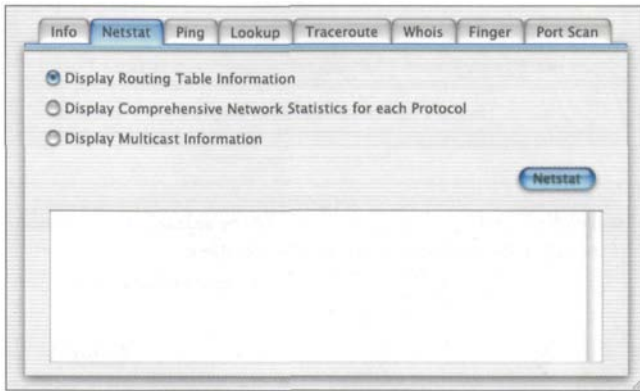 Info Netstat Ping Lookup Traceroute Whois Finger Port Scan
Display Routing Table Information
Display Comprehensive Network Statistics for each Protocol
Display Multicast Information
Netstat